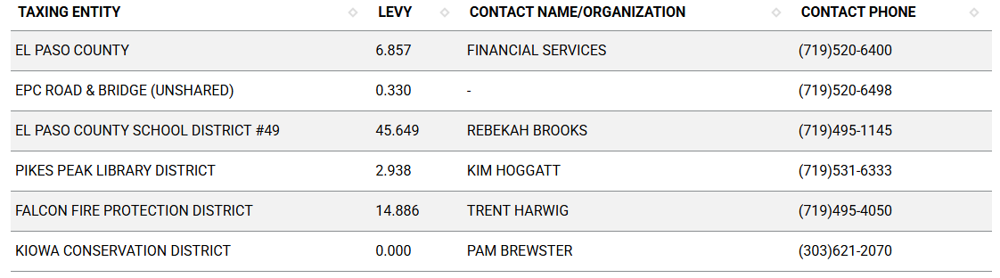 TAXING ENTITY LEVY CONTACT NAME/ORGANIZATION CONTACT PHONE
EL PASO COUNTY 6.857 FINANCIAL SERVICES (719)520-6400
EPC ROAD & BRIDGE (UNSHARED) 0.330 - (719)520-6498
EL PASO COUNTY SCHOOL DISTRICT #49 45.649 REBEKAH BROOKS (719)495-1145
PIKES PEAK LIBRARY DISTRICT 2.938 KIM HOGGATT (719)531-6333
FALCON FIRE PROTECTION DISTRICT 14.886 TRENT HARWIG (719)495-4050
KIOWA CONSERVATION DISTRICT 0.000 PAM BREWSTER (303)621-2070